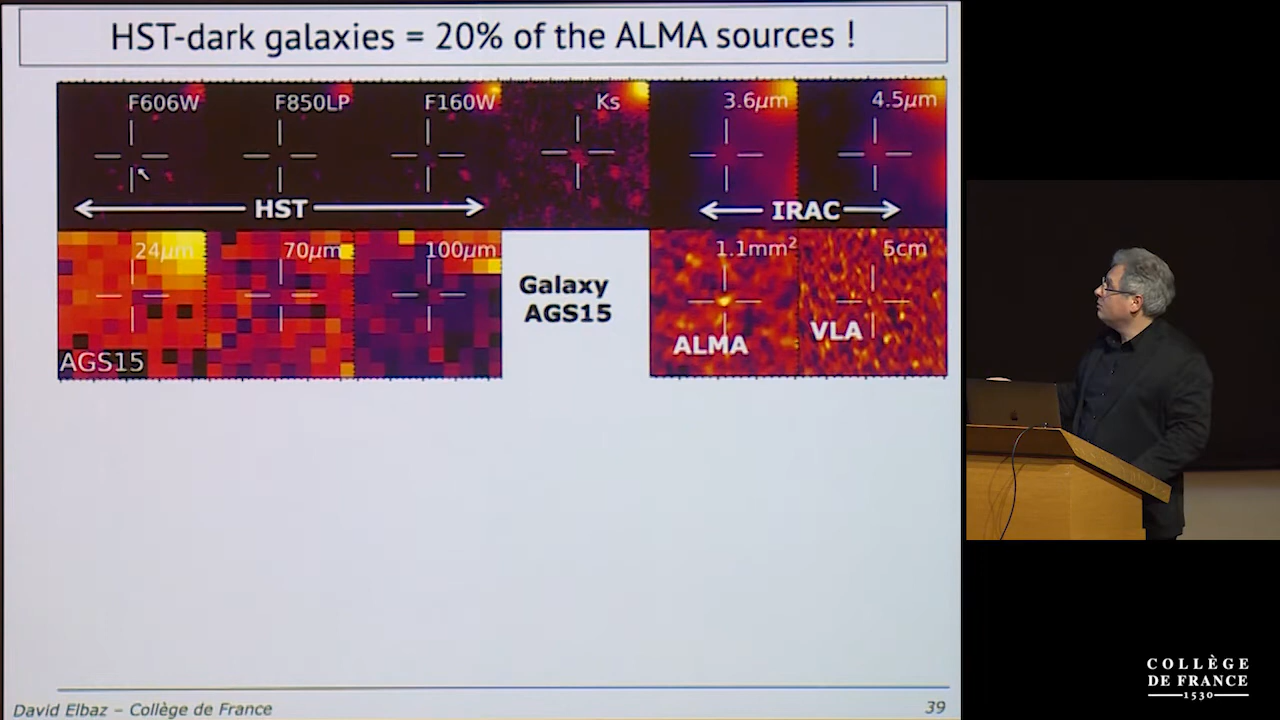 HST-dark galaxies = 20% of the ALMA sources !
F606W F850LP F160W Ks 3.6μm 4.5μm
HST IRAC
24μm 70μm 100μm 1.1mm² 5cm
Galaxy
AGS15
ALMA VLA
AGS15
David Elbaz – Collège de France 39
COLLÈGE
DE FRANCE
1530